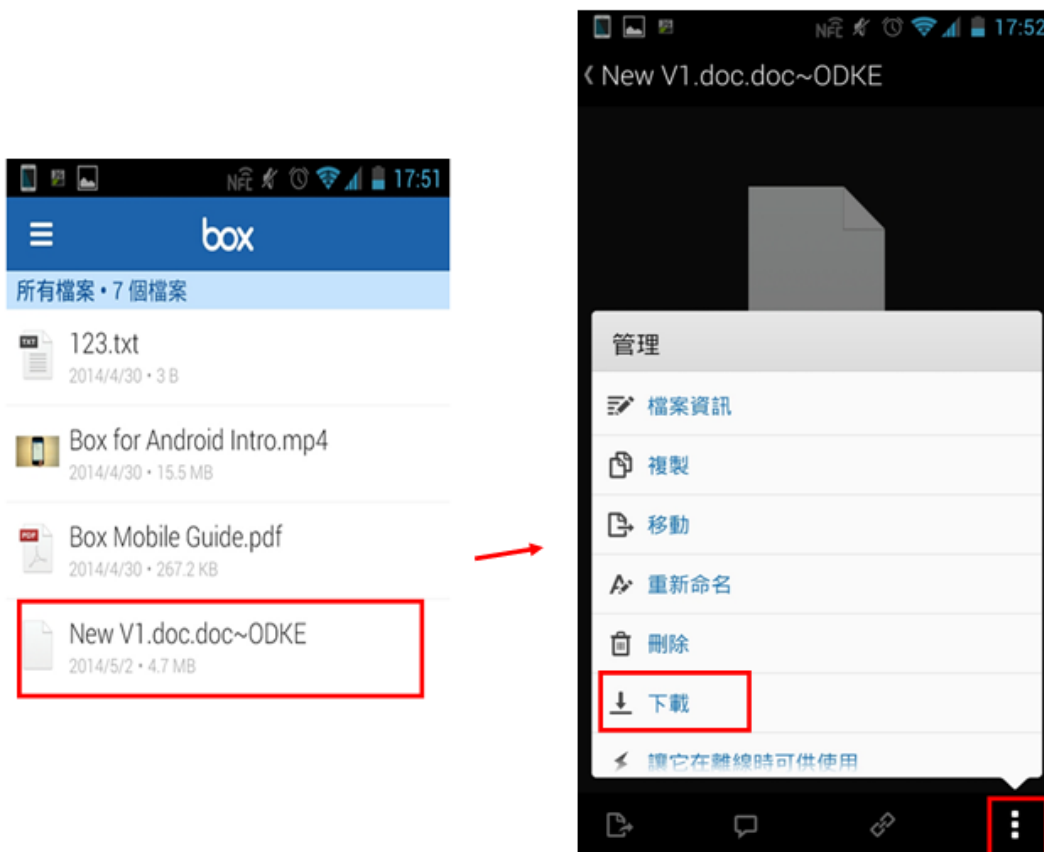 NFC 17:51
box
所有檔案 • 7 個檔案
TXT
123.txt
2014/4/30 • 3 B
Box for Android Intro.mp4
2014/4/30 • 15.5 MB
PDF
Box Mobile Guide.pdf
2014/4/30 • 267.2 KB
New V1.doc.doc~ODKE
2014/5/2 • 4.7 MB
NFC 17:52
New V1.doc.doc~ODKE
管理
檔案資訊
複製
移動
重新命名
刪除
下載
讓它在離線時可供使用